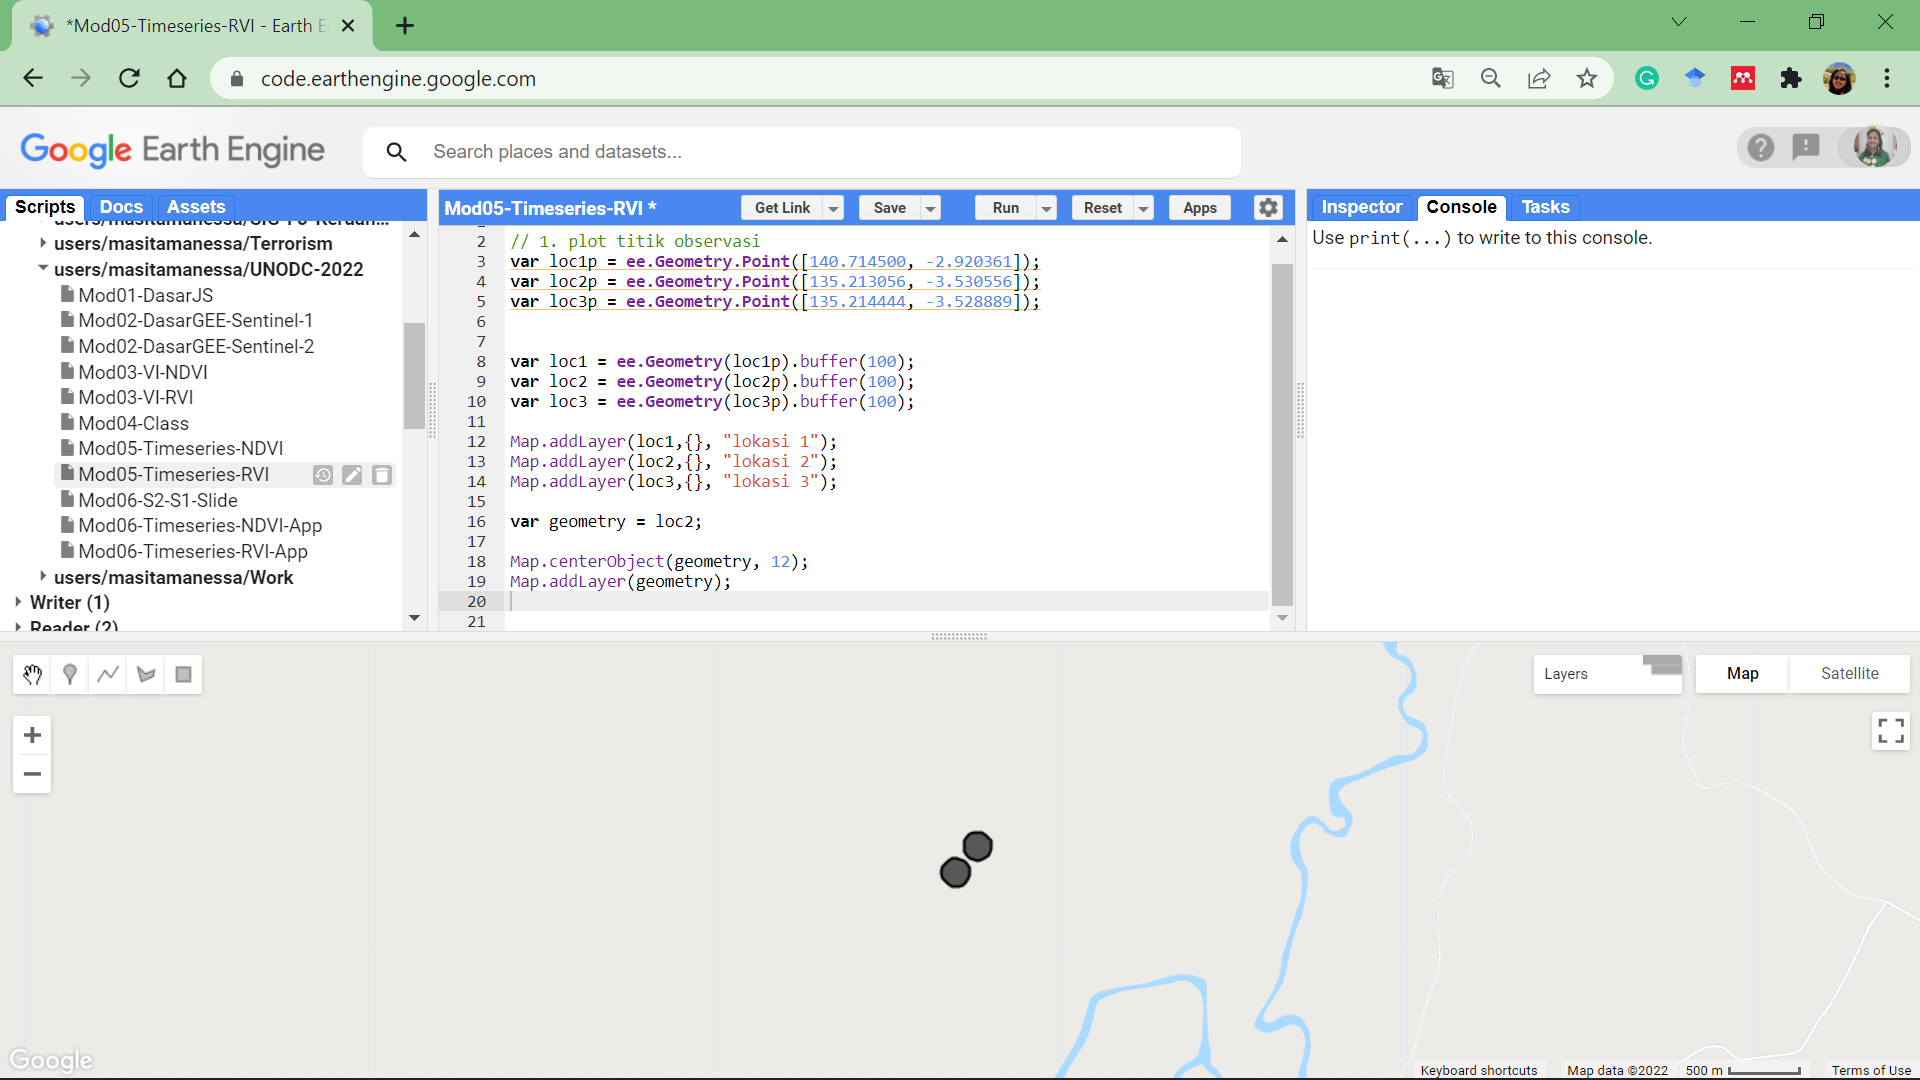 *Mod05-Timeseries-RVI - Earth E
code.earthengine.google.com
Google Earth Engine
Search places and datasets...
Scripts Docs Assets
users/masitamanessa/Terrorism
users/masitamanessa/UNODC-2022
Mod01-DasarJS
Mod02-DasarGEE-Sentinel-1
Mod02-DasarGEE-Sentinel-2
Mod03-VI-NDVI
Mod03-VI-RVI
Mod04-Class
Mod05-Timeseries-NDVI
Mod05-Timeseries-RVI
Mod06-S2-S1-Slide
Mod06-Timeseries-NDVI-App
Mod06-Timeseries-RVI-App
users/masitamanessa/Work
Writer (1)
Reader (2)
Mod05-Timeseries-RVI * Get Link Save Run Reset Apps
2 // 1. plot titik observasi
3 var loc1p = ee.Geometry.Point([140.714500, -2.920361]);
4 var loc2p = ee.Geometry.Point([135.213056, -3.530556]);
5 var loc3p = ee.Geometry.Point([135.214444, -3.528889]);
6
7
8 var loc1 = ee.Geometry(loc1p).buffer(100);
9 var loc2 = ee.Geometry(loc2p).buffer(100);
10 var loc3 = ee.Geometry(loc3p).buffer(100);
11
12 Map.addLayer(loc1,{}, "lokasi 1");
13 Map.addLayer(loc2,{}, "lokasi 2");
14 Map.addLayer(loc3,{}, "lokasi 3");
15
16 var geometry = loc2;
17
18 Map.centerObject(geometry, 12);
19 Map.addLayer(geometry);
20
21
Inspector Console Tasks
Use print(...) to write to this console.
Layers
Map Satellite
Google
Keyboard shortcuts Map data ©2022 500 m Terms of Use